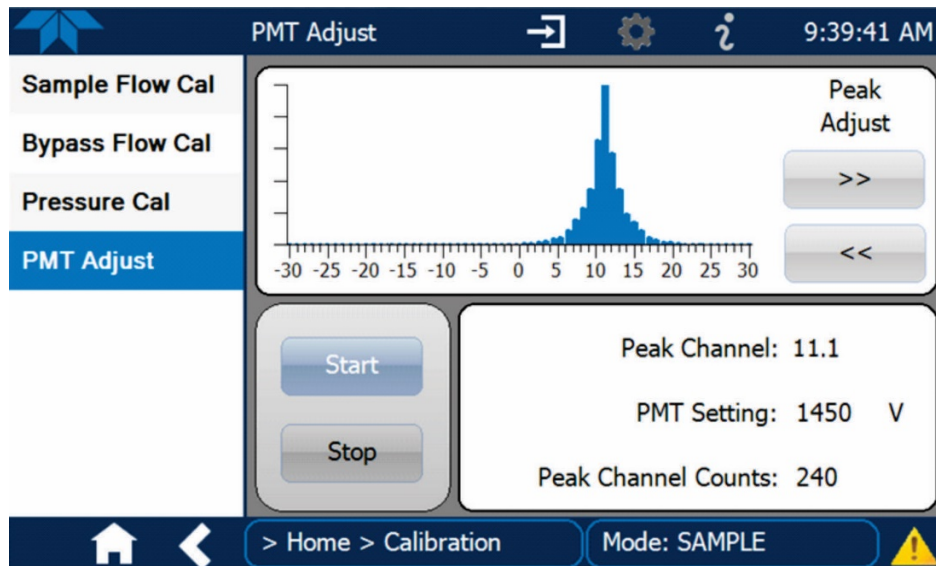 PMT Adjust 9:39:41 AM
Sample Flow Cal
Bypass Flow Cal
Pressure Cal
PMT Adjust
Peak
Adjust
>>
<<
-30 -25 -20 -15 -10 -5 0 5 10 15 20 25 30
Start
Stop
Peak Channel: 11.1
PMT Setting: 1450 V
Peak Channel Counts: 240
> Home > Calibration
Mode: SAMPLE